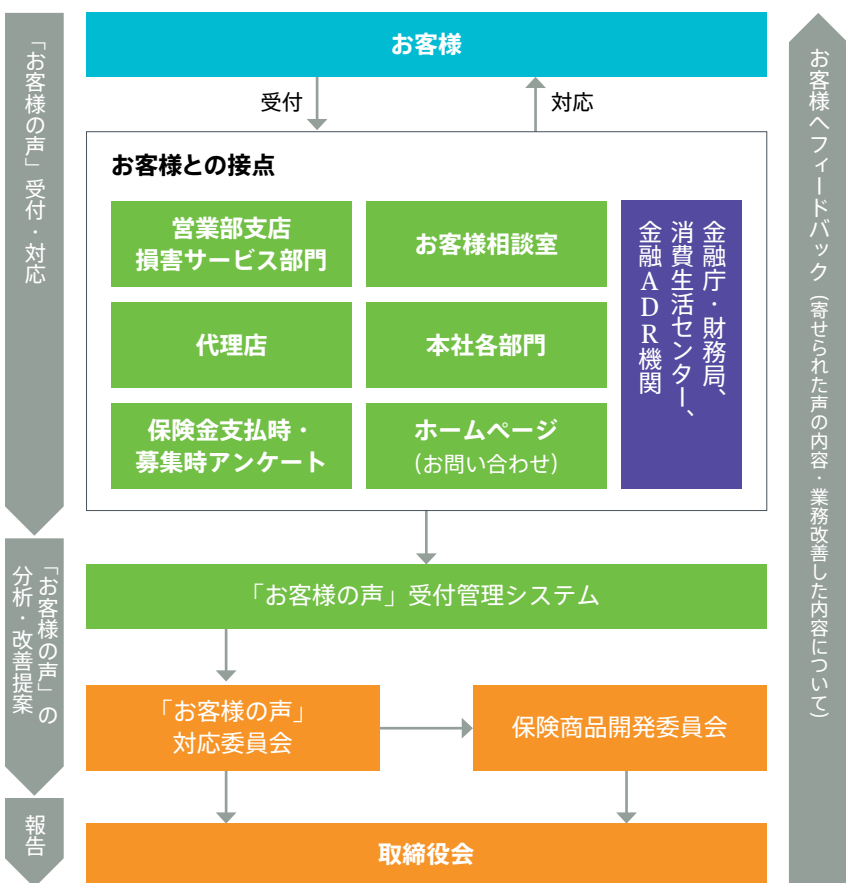 お客様
受付
対応
お客様との接点
営業部支店
損害サービス部門
お客様相談室
金融庁・財務局、
消費生活センター、
金融ADR機関
代理店
本社各部門
保険金支払時・
募集時アンケート
ホームページ
(お問い合わせ)
「お客様の声」受付管理システム
「お客様の声」
対応委員会
保険商品開発委員会
取締役会
「お客様の声」受付・対応
「お客様の声」の
分析・改善提案
報告
お客様へフィードバック(寄せられた声の内容・業務改善した内容について)